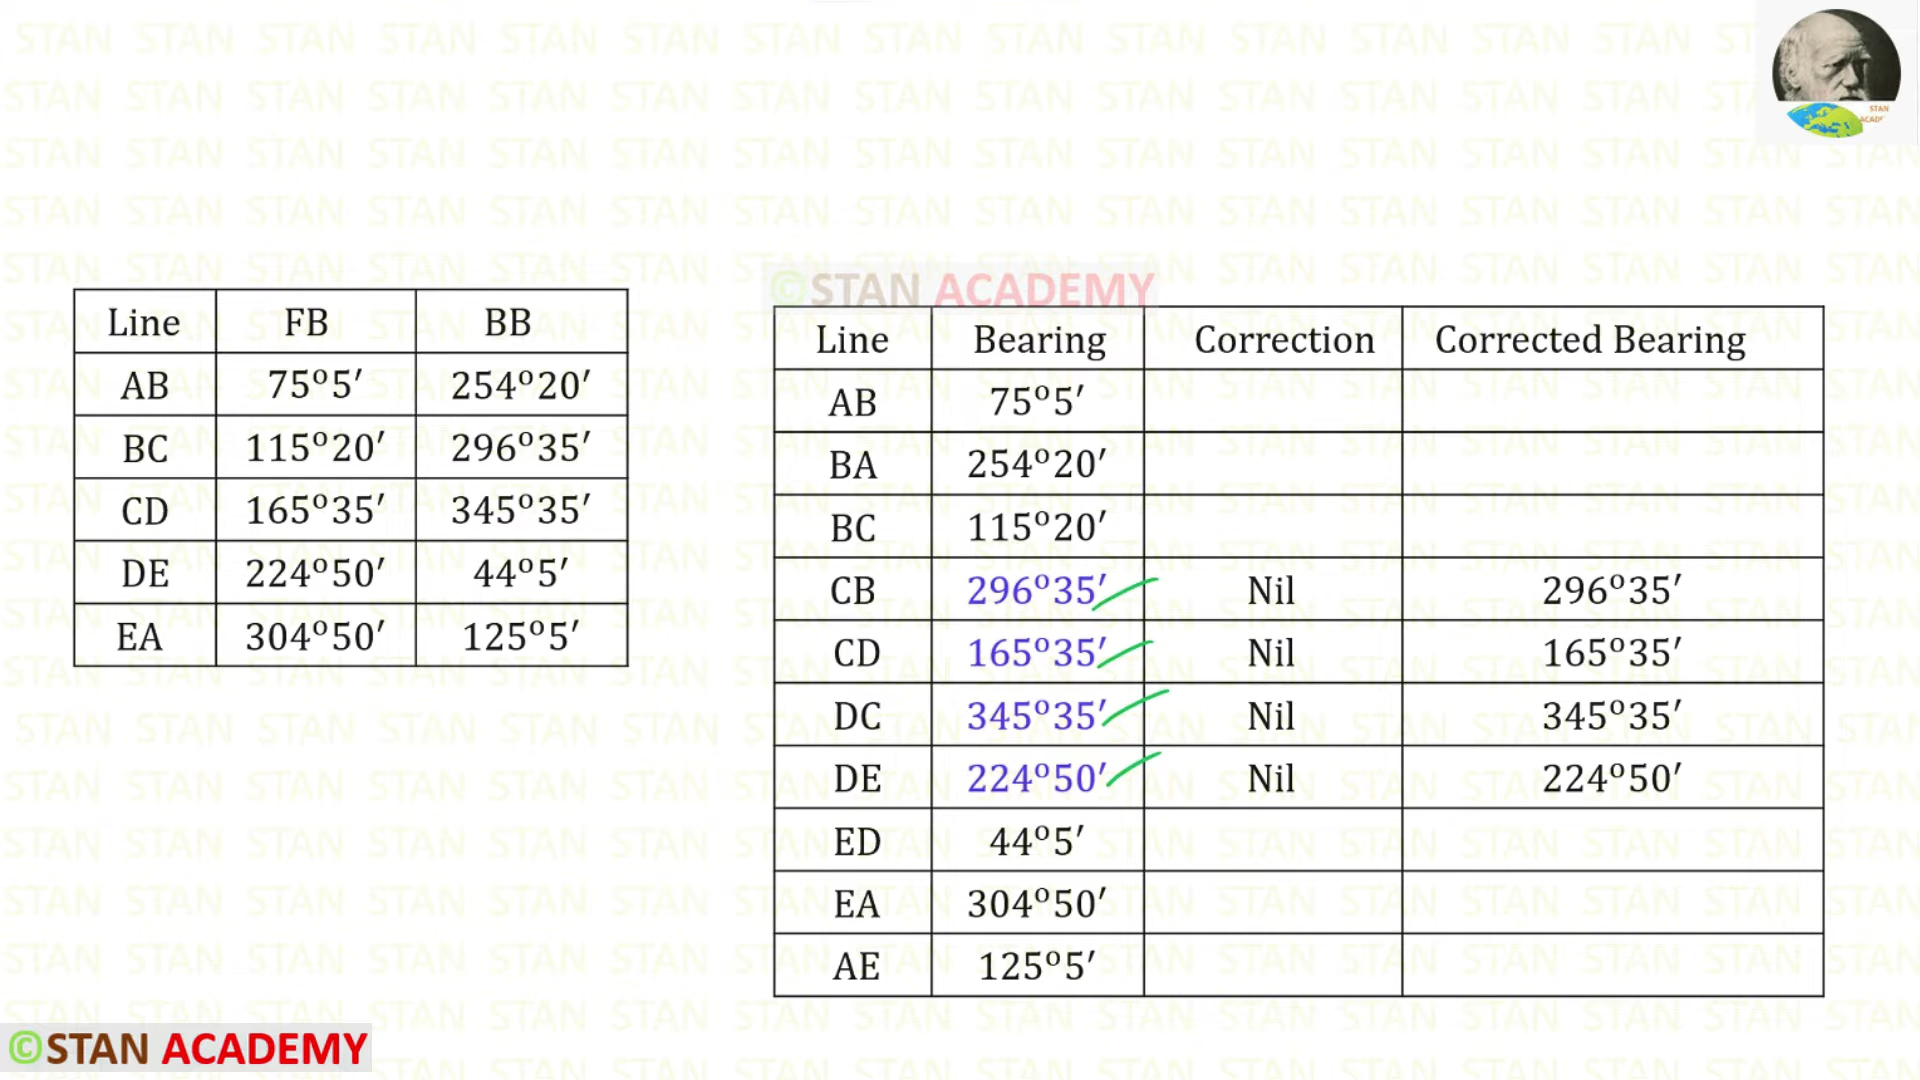 ©STAN ACADEMY
Line FB BB
AB 75°5′ 254°20′
BC 115°20′ 296°35′
CD 165°35′ 345°35′
DE 224°50′ 44°5′
EA 304°50′ 125°5′
Line Bearing Correction Corrected Bearing
AB 75°5′
BA 254°20′
BC 115°20′
CB 296°35′ Nil 296°35′
CD 165°35′ Nil 165°35′
DC 345°35′ Nil 345°35′
DE 224°50′ Nil 224°50′
ED 44°5′
EA 304°50′
AE 125°5′
©STAN ACADEMY